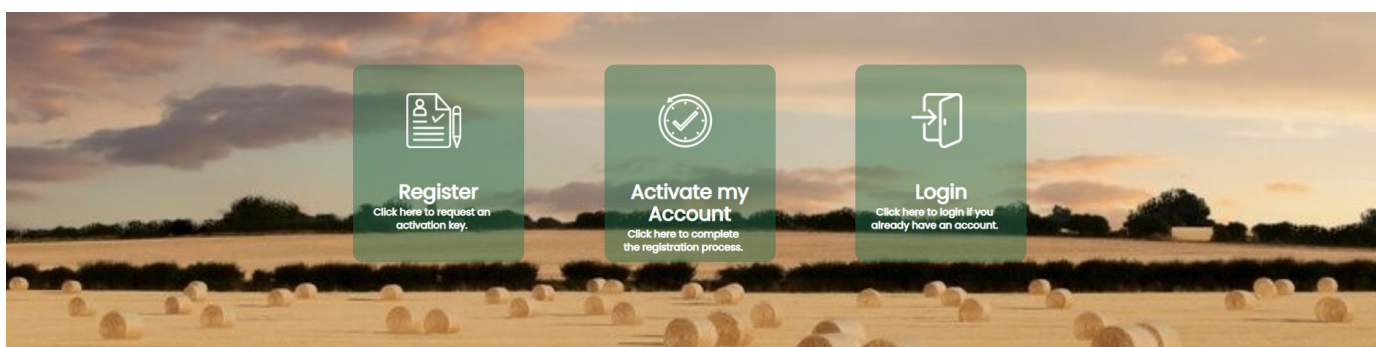 Register
Click here to request an
activation key.
Activate my
Account
Click here to complete
the registration process.
Login
Click here to login if you
already have an account.